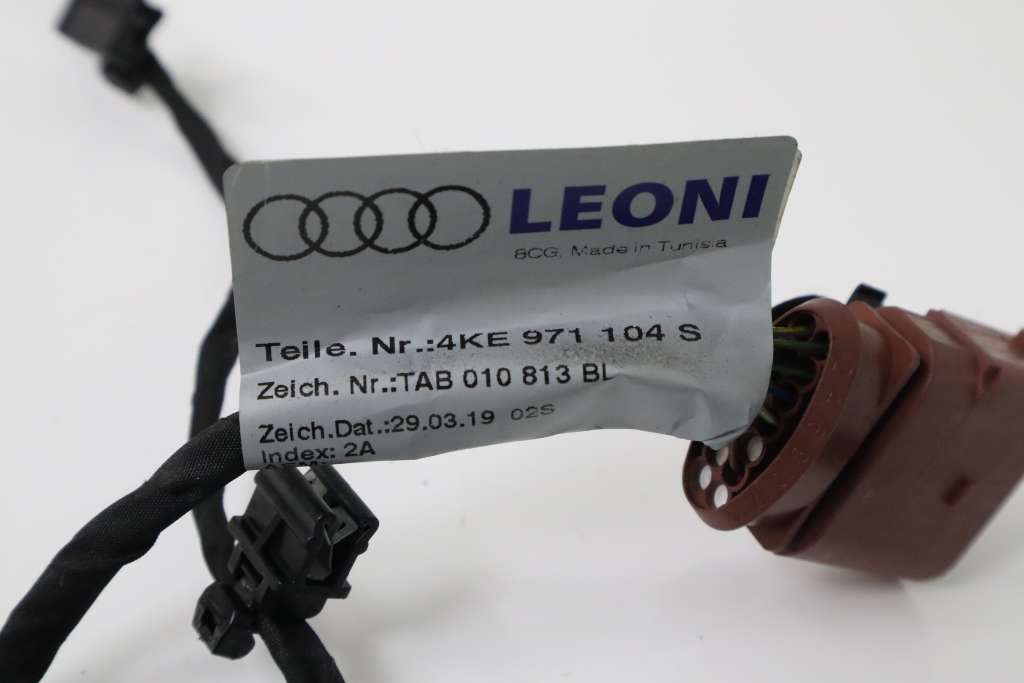 LEONI
8CG, Made in Tunisia
Teile. Nr.:4KE 971 104 S
Zeich. Nr.:TAB 010 813 BL
Zeich.Dat.:29.03.19 02S
Index: 2A